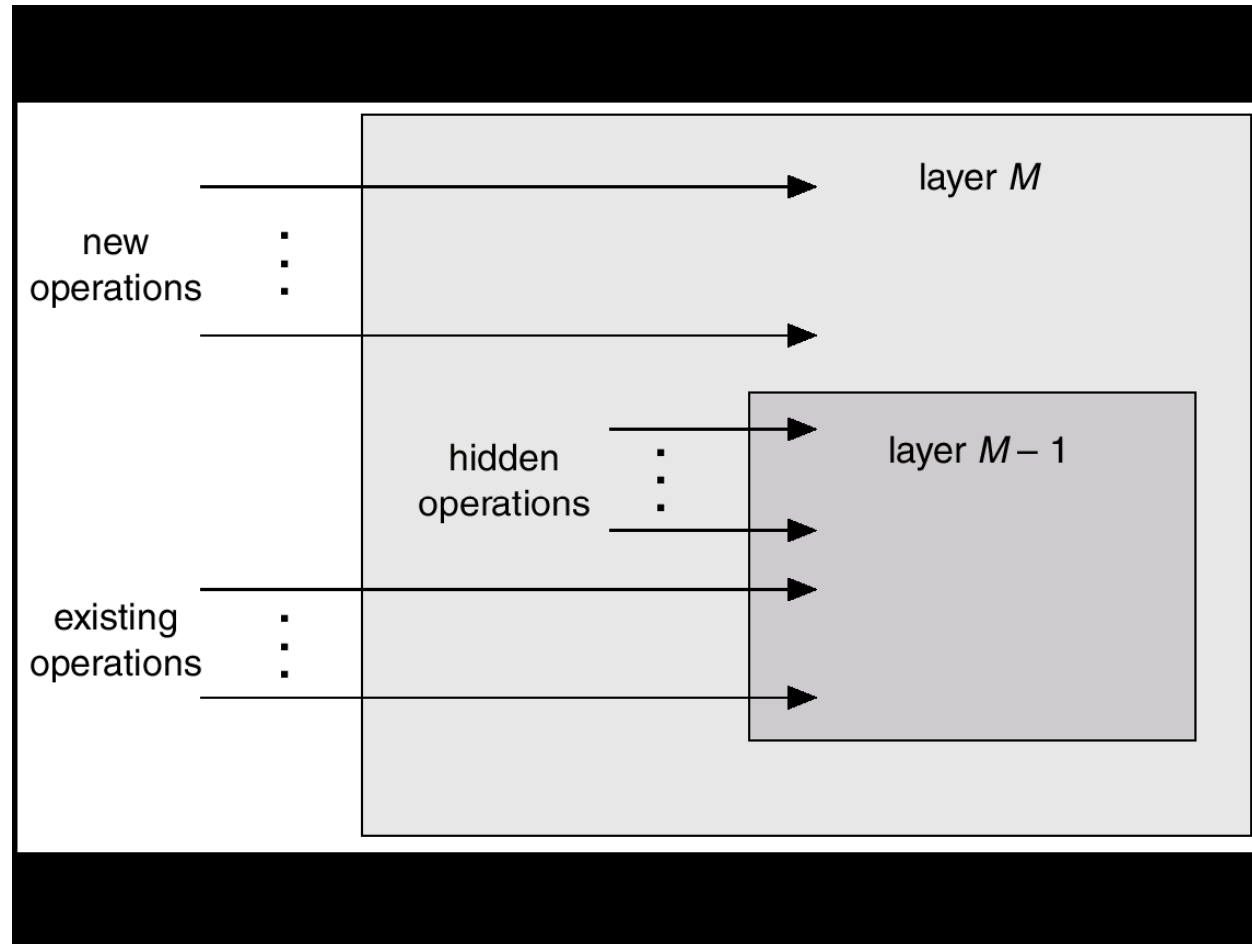 layer M
new
operations
hidden
operations
layer M – 1
existing
operations